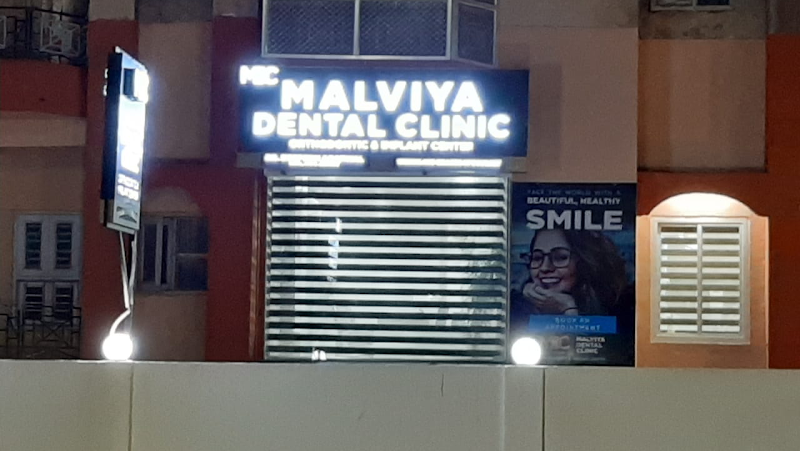 MDC
MALVIYA
DENTAL CLINIC
ORTHODONTIC & IMPLANT CENTER
FACE THE WORLD WITH A
BEAUTIFUL, HEALTHY
SMILE
BOOK AN
APPOINTMENT
MALVIYA
DENTAL
CLINIC